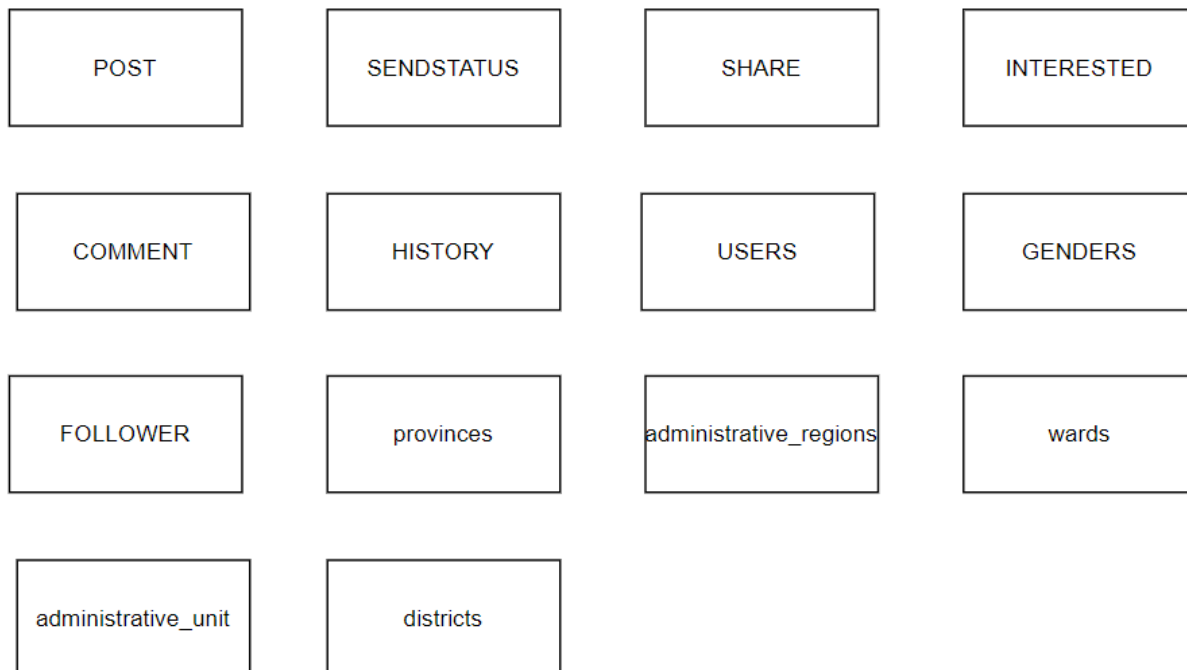 POST
SENDSTATUS
SHARE
INTERESTED
COMMENT
HISTORY
USERS
GENDERS
FOLLOWER
provinces
administrative_regions
wards
administrative_unit
districts